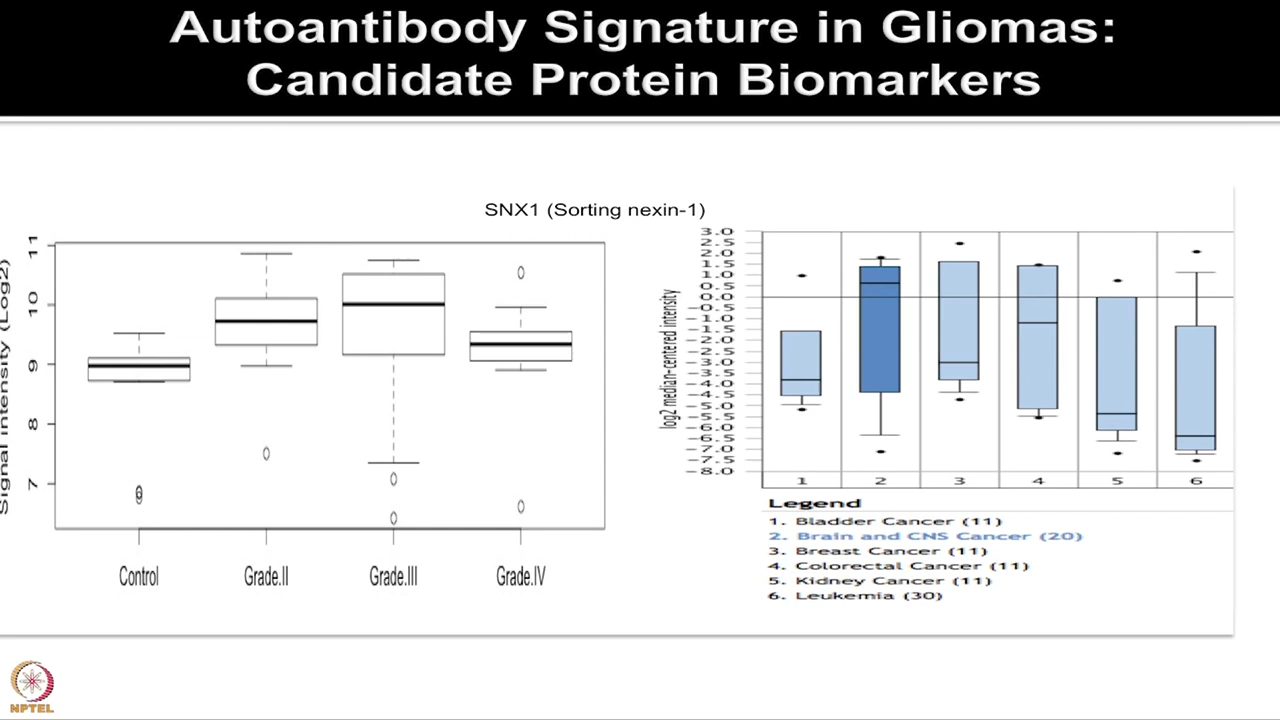 Autoantibody Signature in Gliomas:
Candidate Protein Biomarkers
SNX1 (Sorting nexin-1)
Signal intensity (Log2)
11
10
9
8
7
Control
Grade.II
Grade.III
Grade.IV
log2 median-centered intensity
3.0
2.5
2.0
1.5
1.0
0.5
0.0
-0.5
-1.0
-1.5
-2.0
-2.5
-3.0
-3.5
-4.0
-4.5
-5.0
-5.5
-6.0
-6.5
-7.0
-7.5
-8.0
1 2 3 4 5 6
Legend
1. Bladder Cancer (11)
2. Brain and CNS Cancer (20)
3. Breast Cancer (11)
4. Colorectal Cancer (11)
5. Kidney Cancer (11)
6. Leukemia (30)
NPTEL